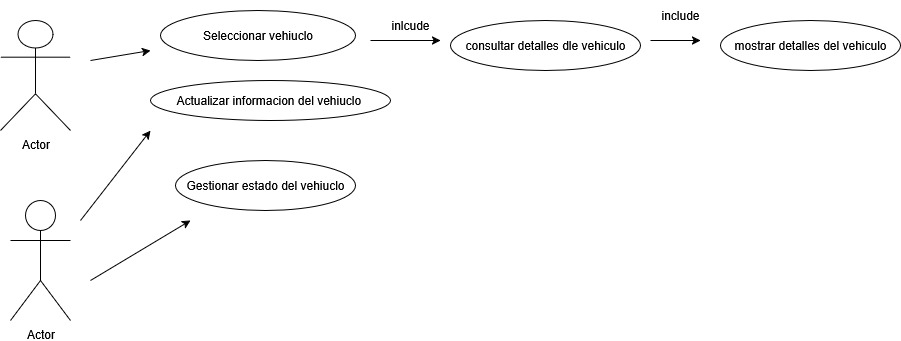 Seleccionar vehiuclo
inlcude
consultar detalles dle vehiculo
include
mostrar detalles del vehiculo
Actualizar informacion del vehiuclo
Actor
Gestionar estado del vehiuclo
Actor